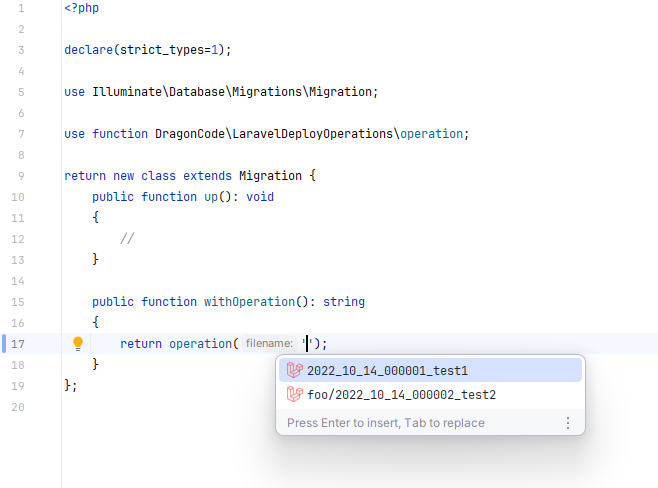 1 <?php
2
3 declare(strict_types=1);
4
5 use Illuminate\Database\Migrations\Migration;
6
7 use function DragonCode\LaravelDeployOperations\operation;
8
9 return new class extends Migration {
10 public function up(): void
11 {
12 //
13 }
14
15 public function withOperation(): string
16 {
17 return operation( filename: '');
18 }
19 };
20
2022_10_14_000001_test1
foo/2022_10_14_000002_test2
Press Enter to insert, Tab to replace